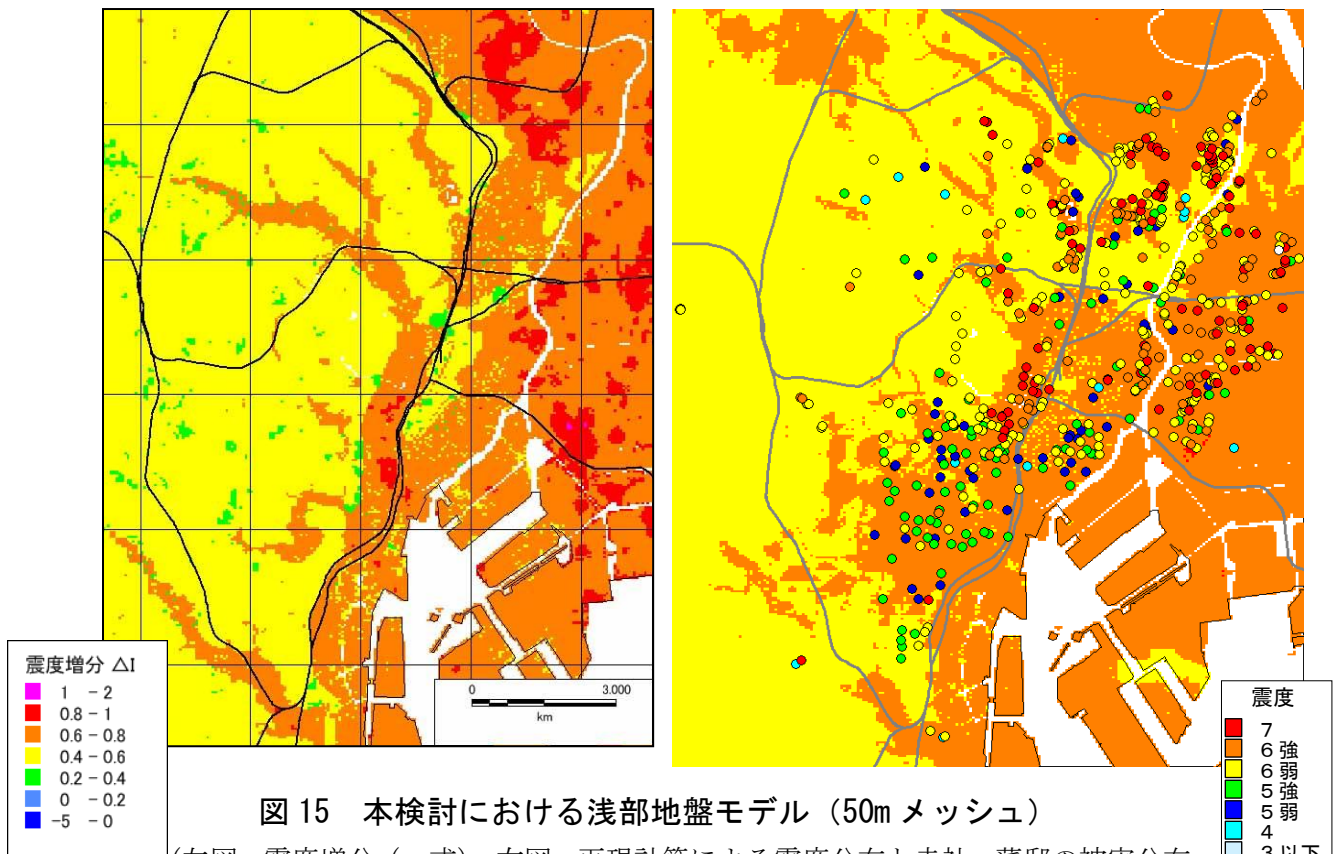 震度増分 ΔI
1 - 2
0.8 - 1
0.6 - 0.8
0.4 - 0.6
0.2 - 0.4
0 - 0.2
-5 - 0
0 3.000
km
震度
7
6強
6弱
5強
5弱
4
3以下
図 15 本検討における浅部地盤モデル（50m メッシュ）